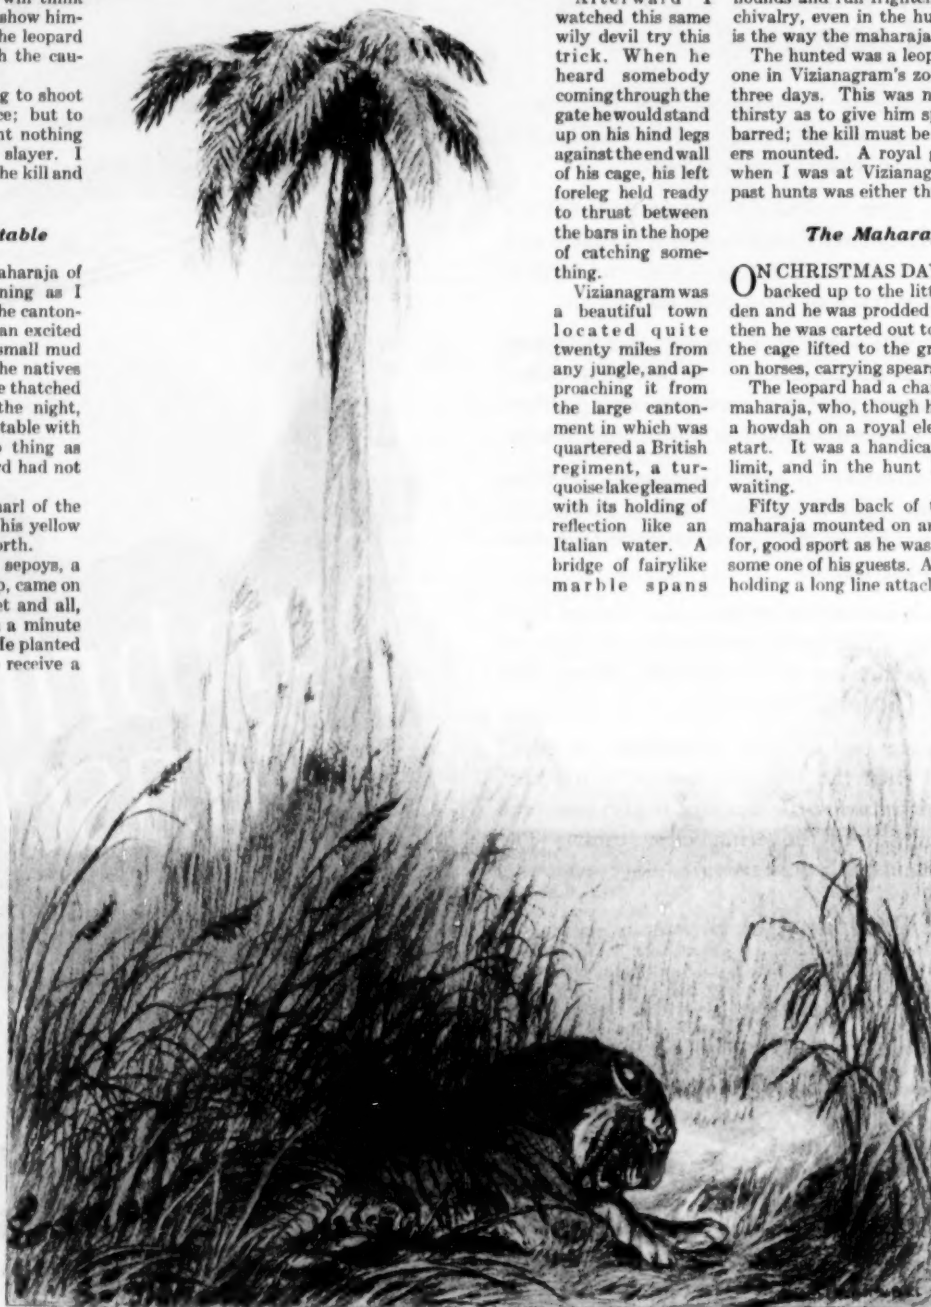 will think
show him-
he leopard
h the cau-
g to shoot
ce; but to
nt nothing
slayer. I
he kill and
table
aharaja of
ning as I
he canton-
an excited
small mud
he natives
e thatched
the night,
table with
o thing as
rd had not
narl of the
his yellow
orth.
sepoys, a
o, came on
et and all,
a minute
He planted
receive a
Afterward I
watched this same
wily devil try this
trick. When he
heard somebody
coming through the
gate he would stand
up on his hind legs
against the end wall
of his cage, his left
foreleg held ready
to thrust between
the bars in the hope
of catching some-
thing.
Vizianagram was
a beautiful town
located quite
twenty miles from
any jungle, and ap-
proaching it from
the large canton-
ment in which was
quartered a British
regiment, a tur-
quoise lake gleamed
with its holding of
reflection like an
Italian water. A
bridge of fairylike
marble spans
hounds and run frighten
chivalry, even in the hu
is the way the maharaja
The hunted was a leop
one in Vizianagram's zo
three days. This was n
thirsty as to give him s
barred; the kill must be
ers mounted. A royal g
when I was at Vizianag
past hunts was either th
The Mahara
ON CHRISTMAS DAY
backed up to the litt
den and he was prodded
then he was carted out to
the cage lifted to the gr
on horses, carrying spear
The leopard had a cha
maharaja, who, though h
a howdah on a royal ele
start. It was a handica
limit, and in the hunt
waiting.
Fifty yards back of t
maharaja mounted on a
for, good sport as he was
some one of his guests. A
holding a long line attach